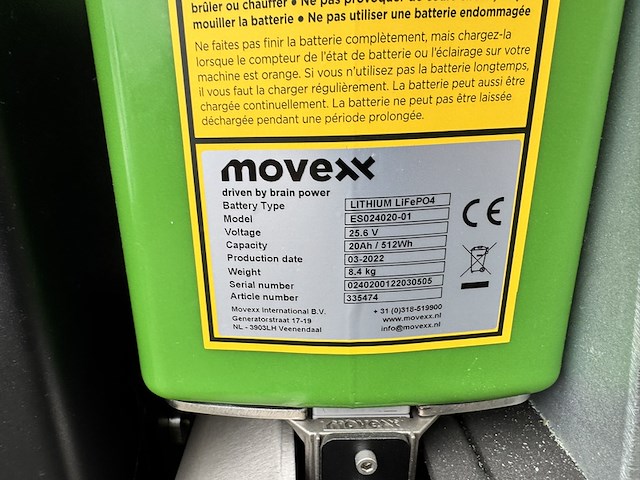 brûler ou chauffer • Ne pas provoquer de
mouiller la batterie • Ne pas utiliser une batterie endommagée
Ne faites pas finir la batterie complètement, mais chargez-la
lorsque le compteur de l'état de batterie ou l'éclairage sur votre
machine est orange. Si vous n'utilisez pas la batterie longtemps,
il vous faut la charger régulièrement. La batterie peut aussi être
chargée continuellement. La batterie ne peut pas être laissée
déchargée pendant une période prolongée.
movexx
driven by brain power
Battery Type LITHIUM LiFePO4
Model ES024020-01
Voltage 25.6 V
Capacity 20Ah / 512Wh
Production date 03-2022
Weight 8.4 kg
Serial number 0240200122030505
Article number 335474
CE
Movexx International B.V. + 31 (0)318-519900
Generatorstraat 17-19 www.movexx.nl
NL - 3903LH Veenendaal info@movexx.nl
MOVEXX